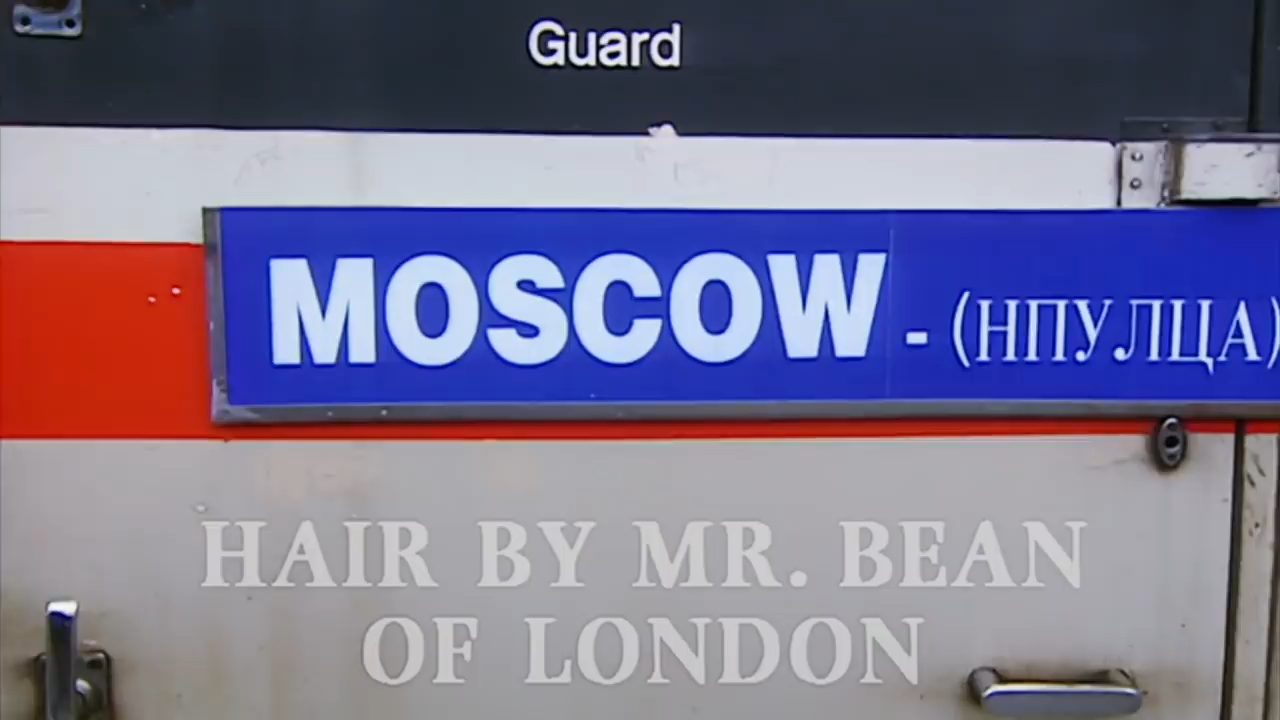 Guard
MOSCOW - (НПУЛЦА)
HAIR BY MR. BEAN
OF LONDON